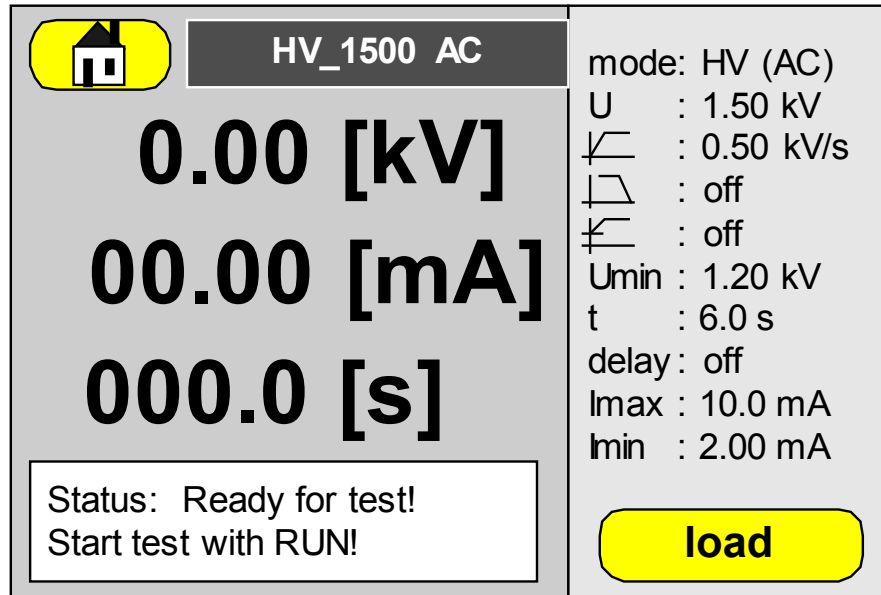 HV_1500 AC
0.00 [kV]
00.00 [mA]
000.0 [s]
Status: Ready for test!
Start test with RUN!
mode: HV (AC)
U : 1.50 kV
: 0.50 kV/s
: off
: off
Umin : 1.20 kV
t : 6.0 s
delay : off
Imax : 10.0 mA
Imin : 2.00 mA
load